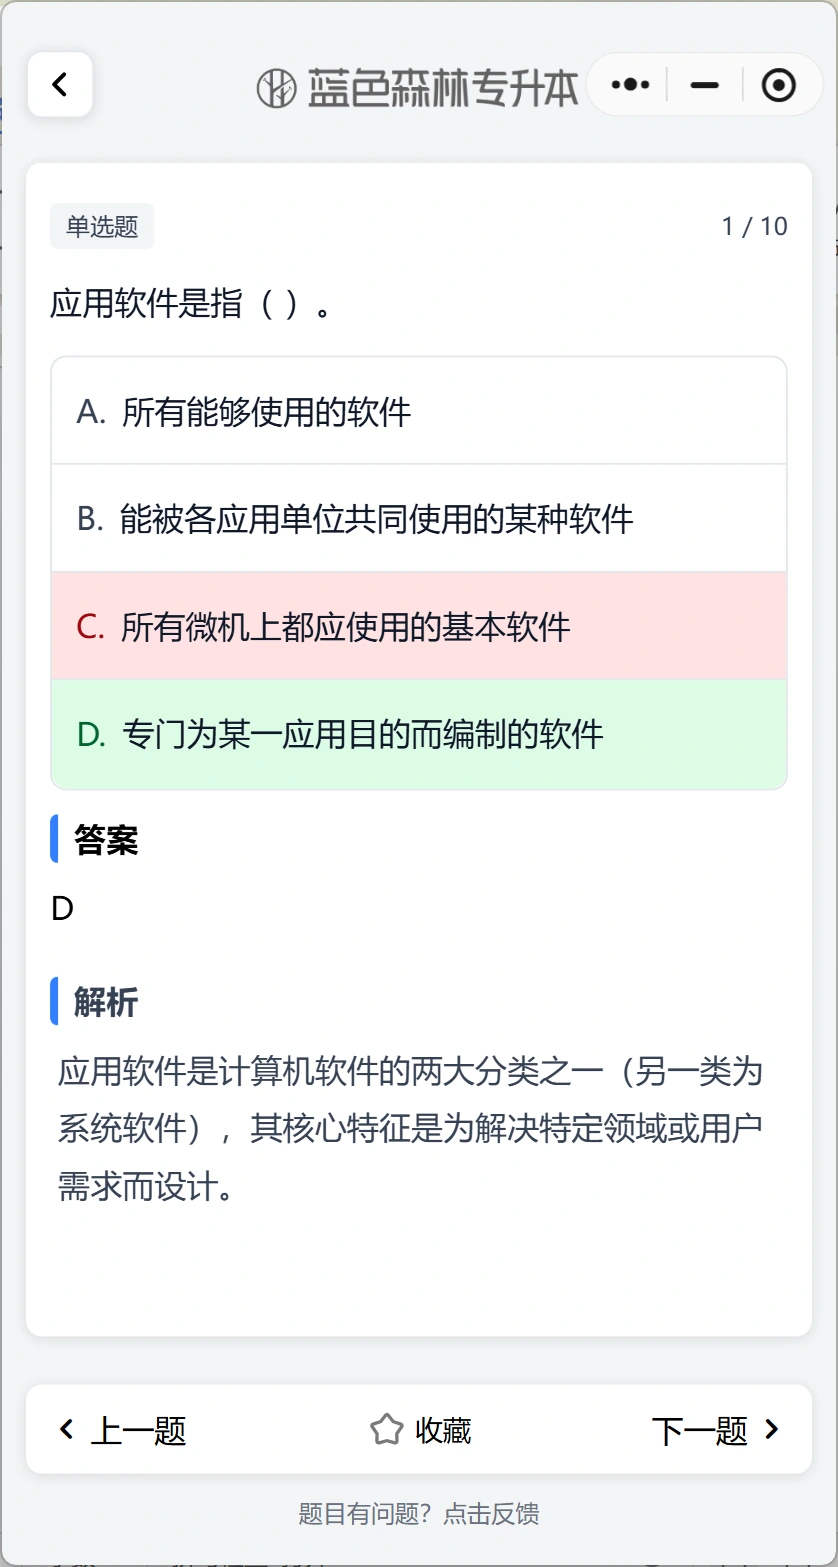 蓝色森林专升本
单选题
1 / 10
应用软件是指（ ）。
A. 所有能够使用的软件
B. 能被各应用单位共同使用的某种软件
C. 所有微机上都应使用的基本软件
D. 专门为某一应用目的而编制的软件
答案
D
解析
应用软件是计算机软件的两大分类之一（另一类为
系统软件），其核心特征是为解决特定领域或用户
需求而设计。
上一题
收藏
下一题
题目有问题？点击反馈